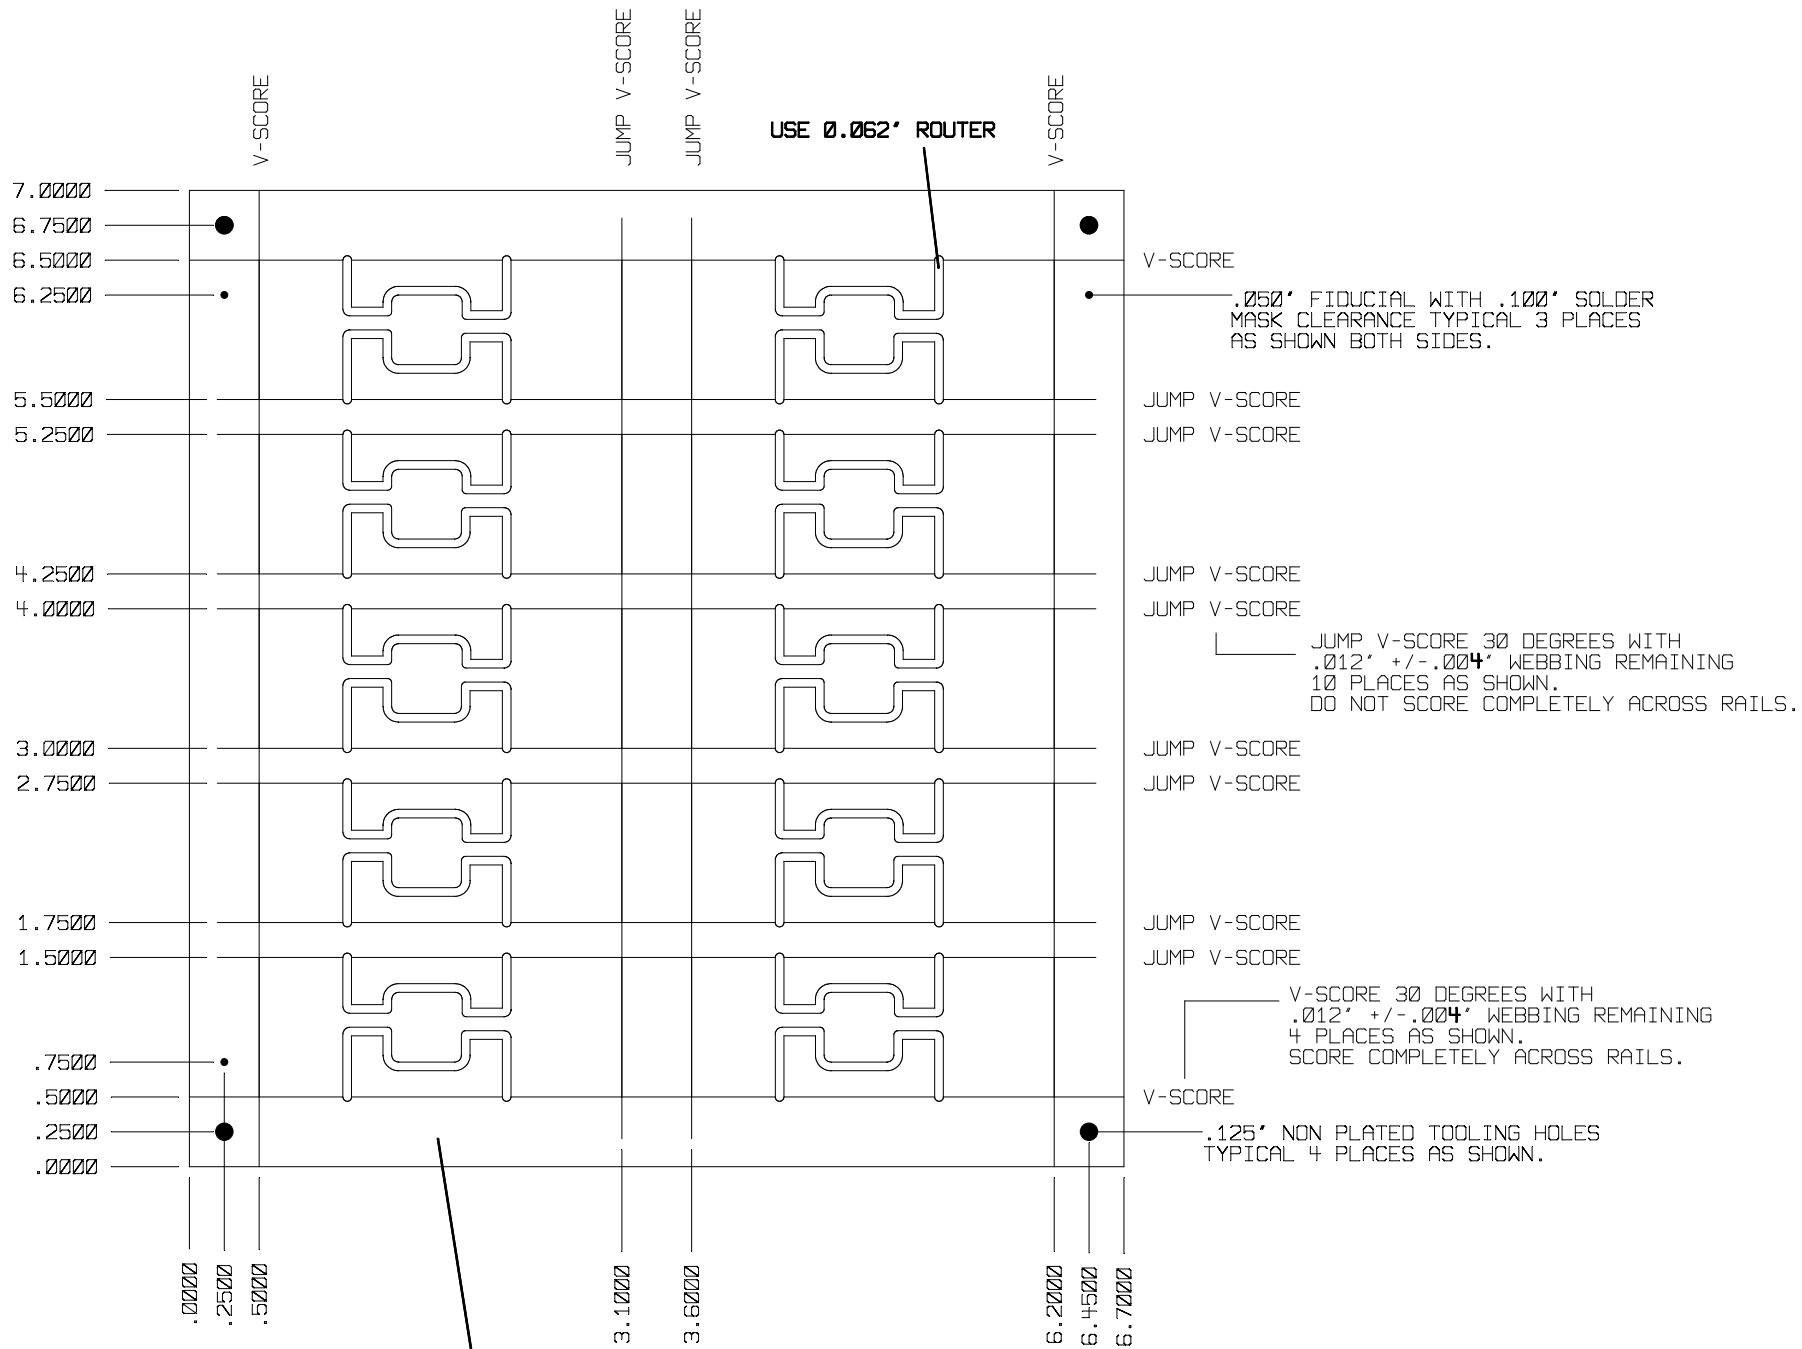 V-SCORE
JUMP V-SCORE
JUMP V-SCORE
V-SCORE
USE 0.062' ROUTER
7.0000
6.7500
6.5000
V-SCORE
6.2500
.050' FIDUCIAL WITH .100' SOLDER
MASK CLEARANCE TYPICAL 3 PLACES
AS SHOWN BOTH SIDES.
5.5000
JUMP V-SCORE
5.2500
JUMP V-SCORE
4.2500
JUMP V-SCORE
4.0000
JUMP V-SCORE
JUMP V-SCORE 30 DEGREES WITH
.012' +/-.004' WEBBING REMAINING
10 PLACES AS SHOWN.
DO NOT SCORE COMPLETELY ACROSS RAILS.
3.0000
JUMP V-SCORE
2.7500
JUMP V-SCORE
1.7500
JUMP V-SCORE
1.5000
JUMP V-SCORE
V-SCORE 30 DEGREES WITH
.012' +/-.004' WEBBING REMAINING
4 PLACES AS SHOWN.
SCORE COMPLETELY ACROSS RAILS.
.7500
.5000
V-SCORE
.2500
.125' NON PLATED TOOLING HOLES
TYPICAL 4 PLACES AS SHOWN.
.0000
.0000
.2500
.5000
3.1000
3.6000
6.2000
6.4500
6.7000